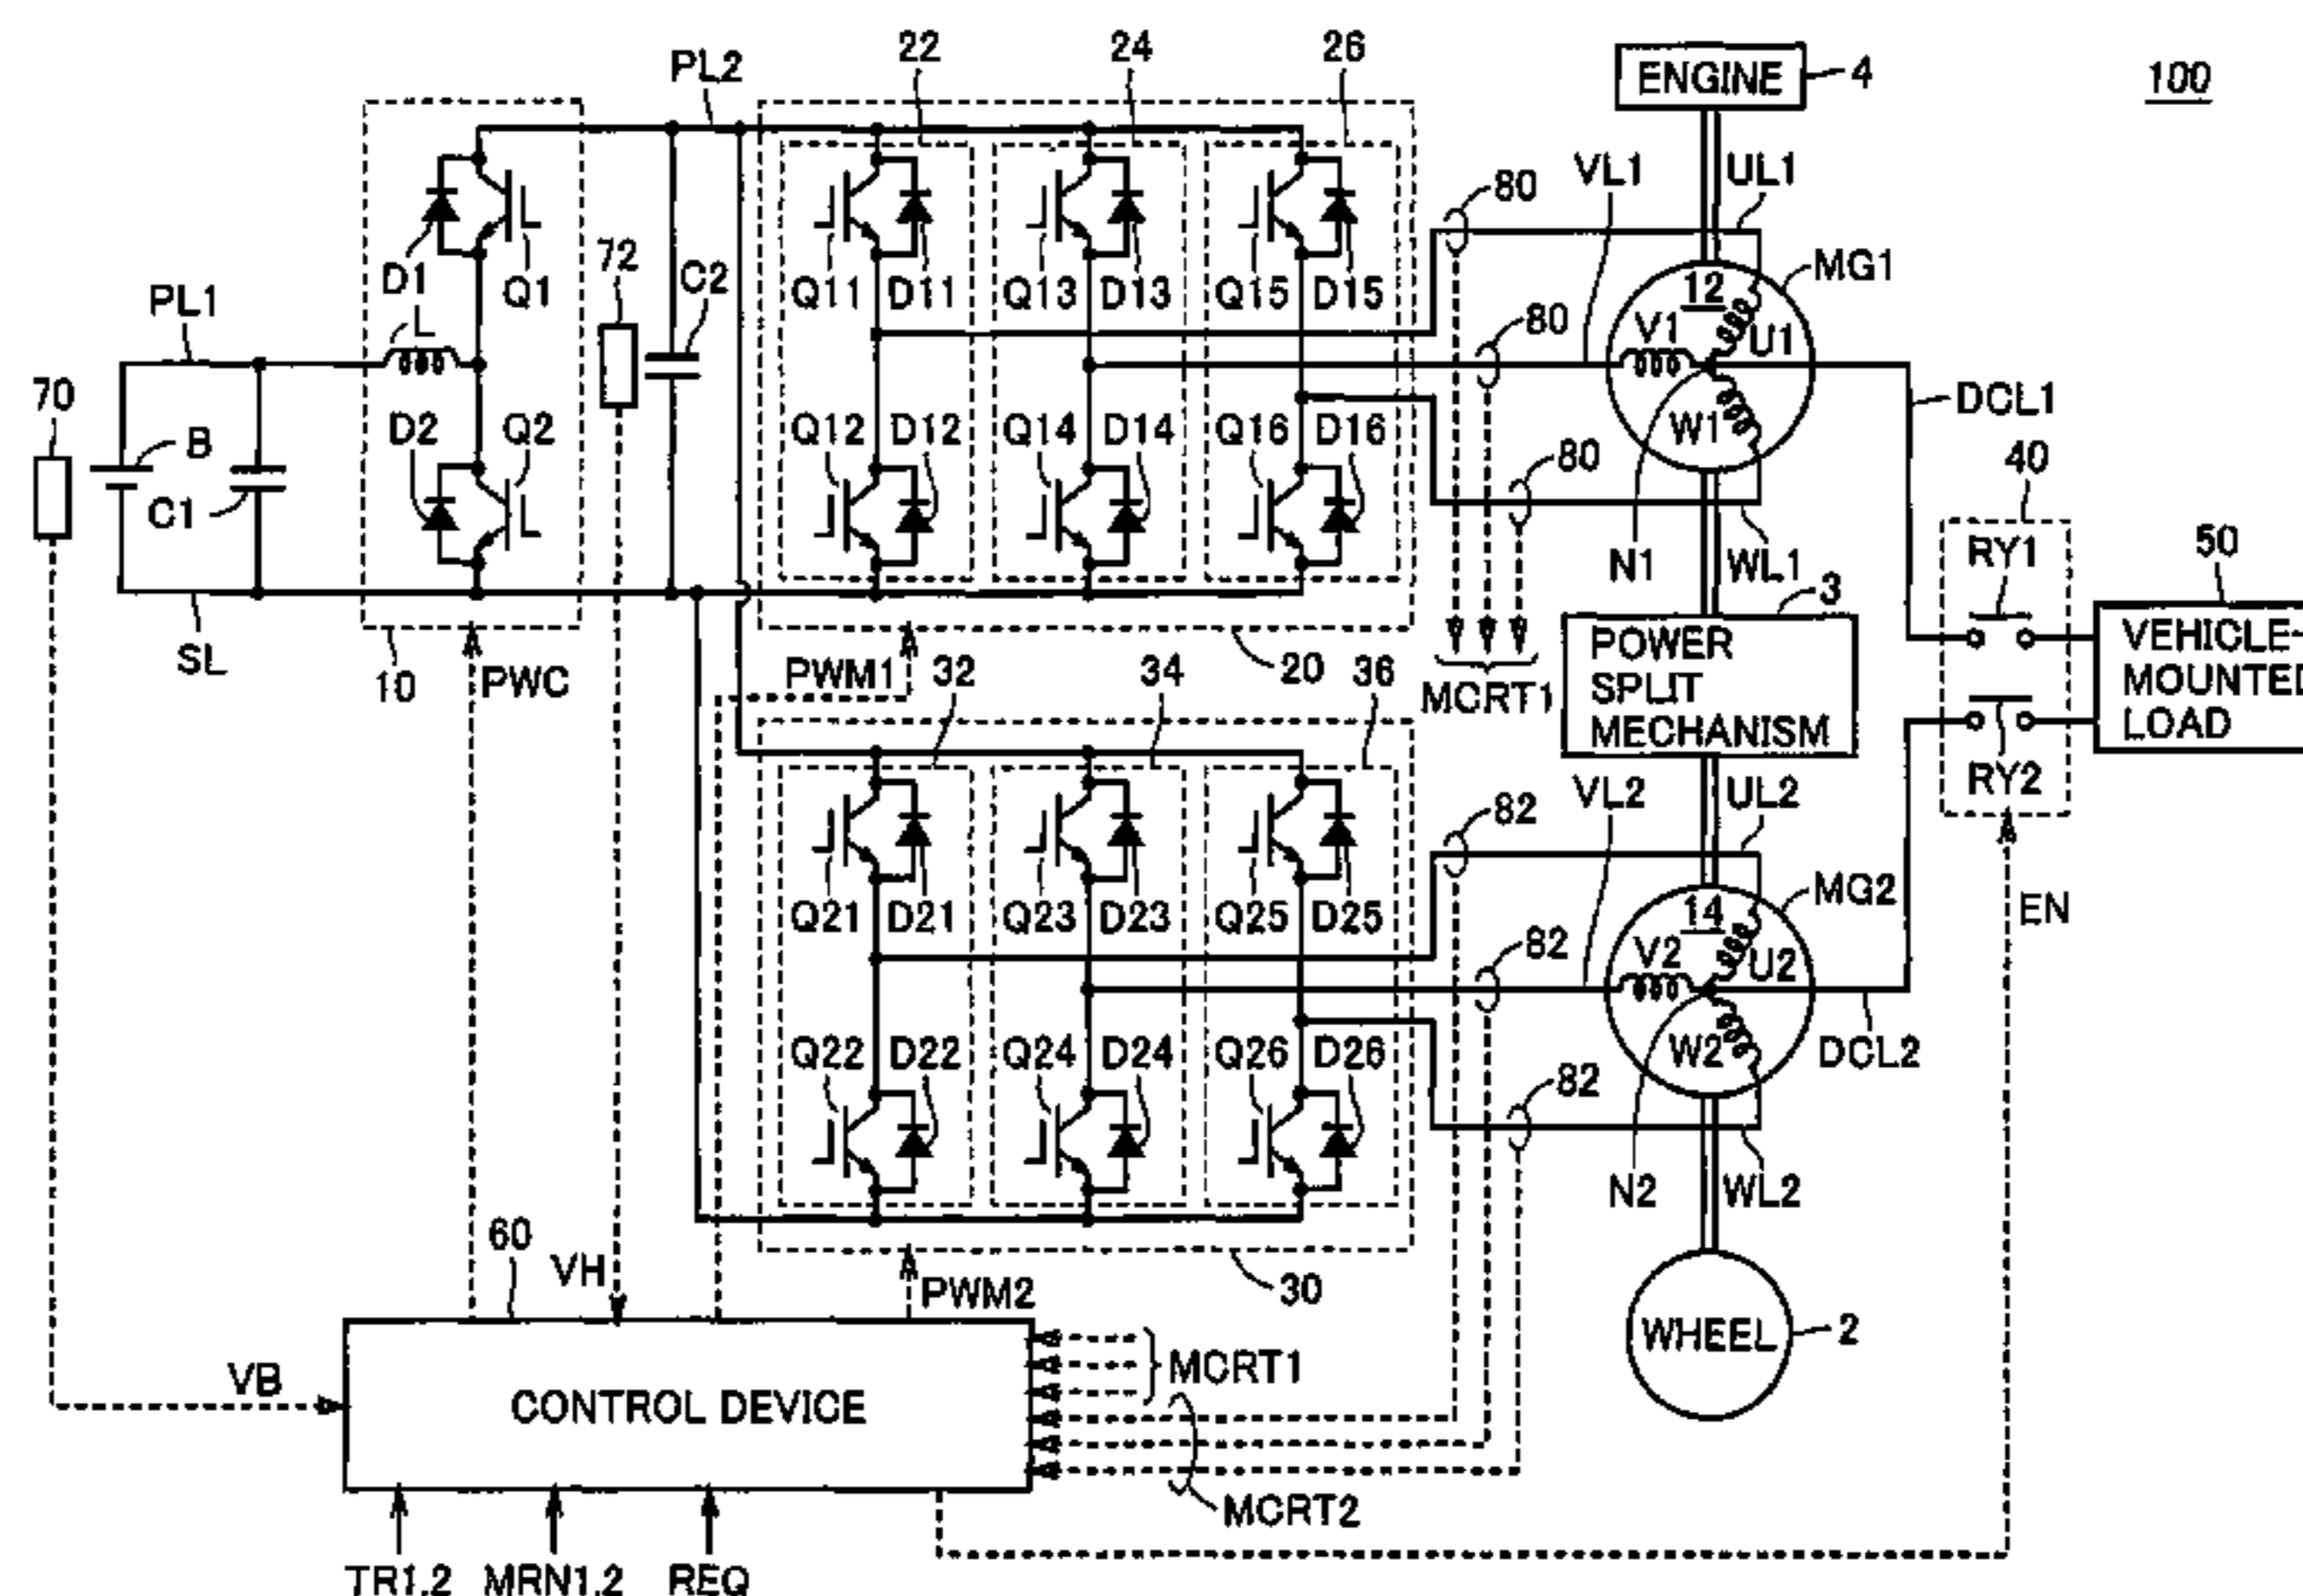 22
24
26
ENGINE
4
100
PL2
VL1
UL1
80
D1
Q1
72
C2
Q11
D11
Q13
D13
Q15
D15
12
MG1
PL1
L
80
V1
U1
70
DCL1
B
D2
Q2
Q12
D12
Q14
D14
Q16
D16
W1
80
40
C1
RY1
50
N1
WL1
3
SL
10
PWC
PWM1
32
34
20
36
MCRT1
POWER
SPLIT
MECHANISM
VEHICLE-
MOUNTED
LOAD
RY2
VL2
UL2
82
Q21
D21
Q23
D23
Q25
D25
14
MG2
EN
82
V2
U2
Q22
D22
Q24
D24
Q26
D26
W2
DCL2
82
N2
WL2
60
VH
PWM2
30
WHEEL
2
VB
CONTROL DEVICE
MCRT1
MCRT2
TR1,2
MRN1,2
REQ